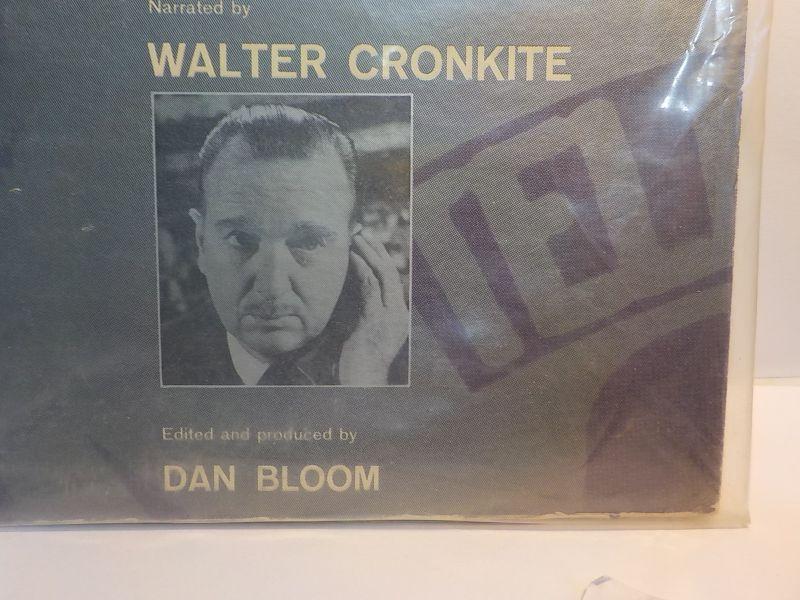 Narrated by
WALTER CRONKITE
Edited and produced by
DAN BLOOM